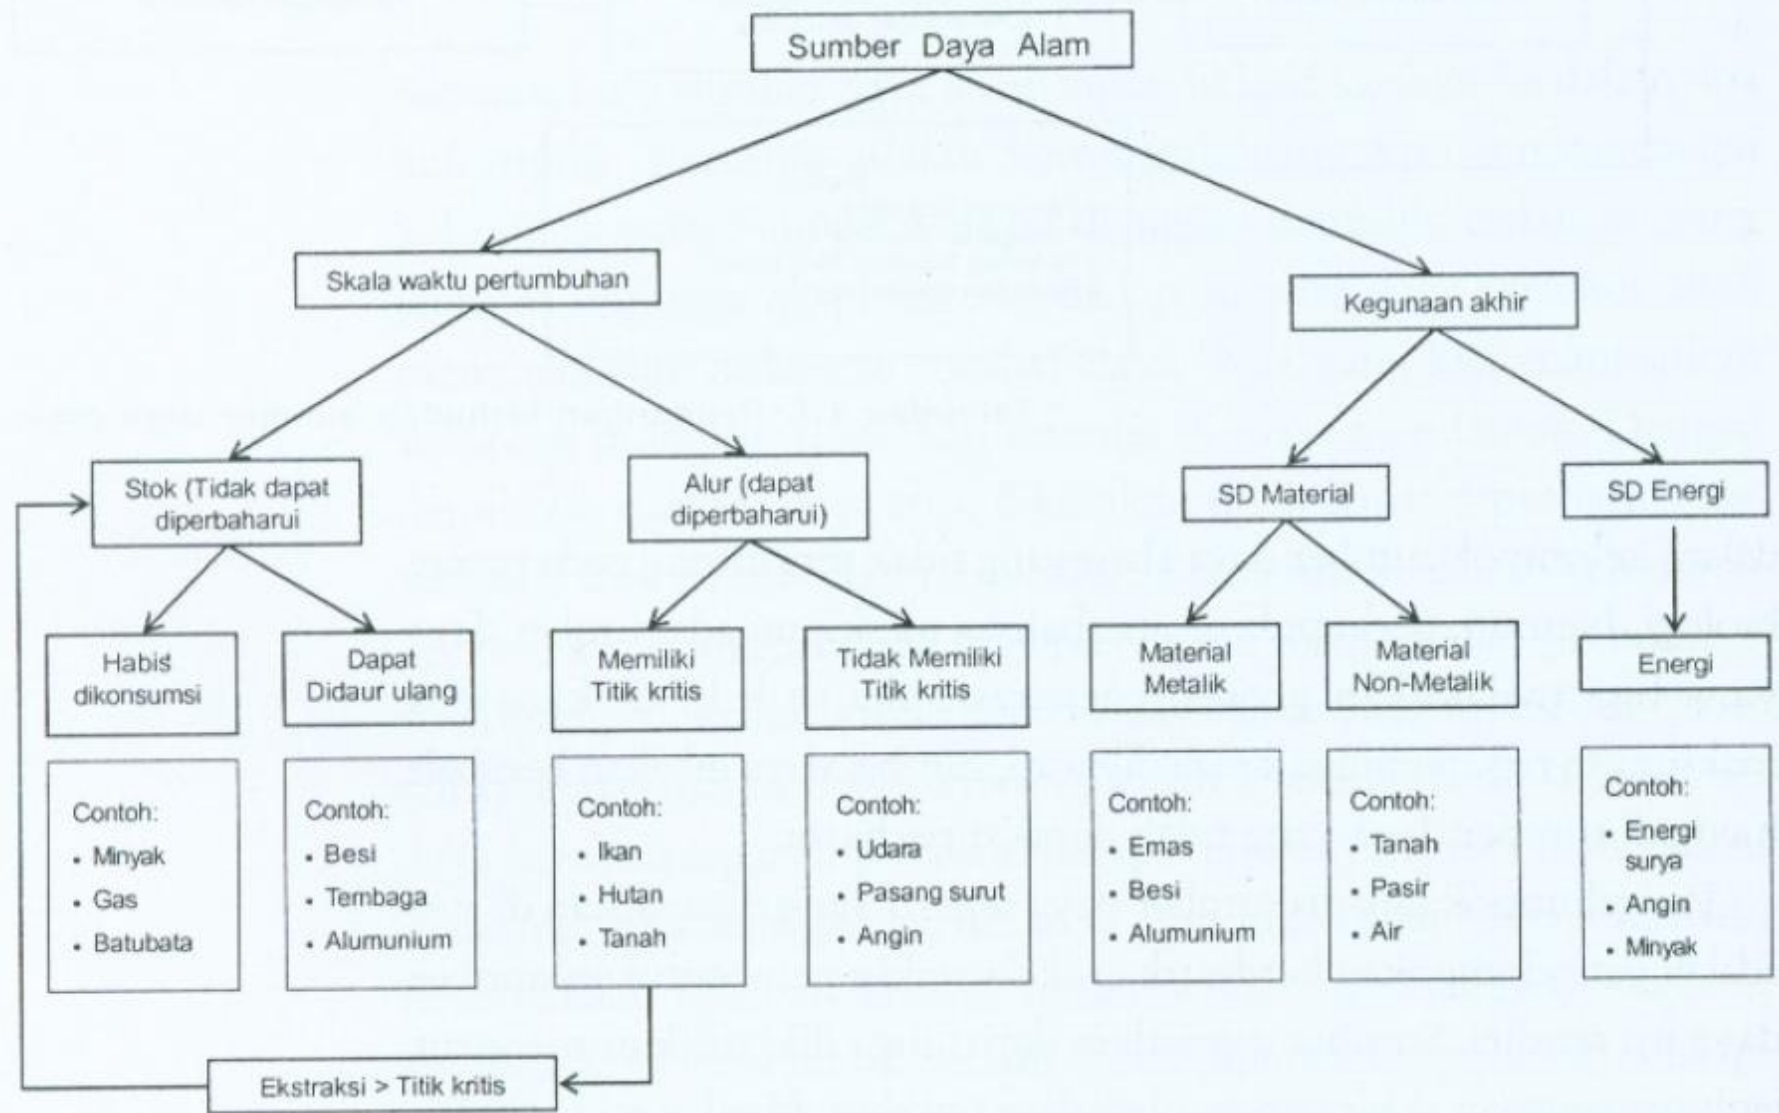 Sumber Daya Alam
Skala waktu pertumbuhan
Kegunaan akhir
Stok (Tidak dapat
diperbaharui
Alur (dapat
diperbaharui)
SD Material
SD Energi
Habis
dikonsumsi
Dapat
Didaur ulang
Memiliki
Titik kritis
Tidak Memiliki
Titik kritis
Material
Metalik
Material
Non-Metalik
Energi
Contoh:
• Minyak
• Gas
• Batubata
Contoh:
• Besi
• Tembaga
• Alumunium
Contoh:
• Ikan
• Hutan
• Tanah
Contoh:
• Udara
• Pasang surut
• Angin
Contoh:
• Emas
• Besi
• Alumunium
Contoh:
• Tanah
• Pasir
• Air
Contoh:
• Energi
surya
• Angin
• Minyak
Ekstraksi > Titik kritis